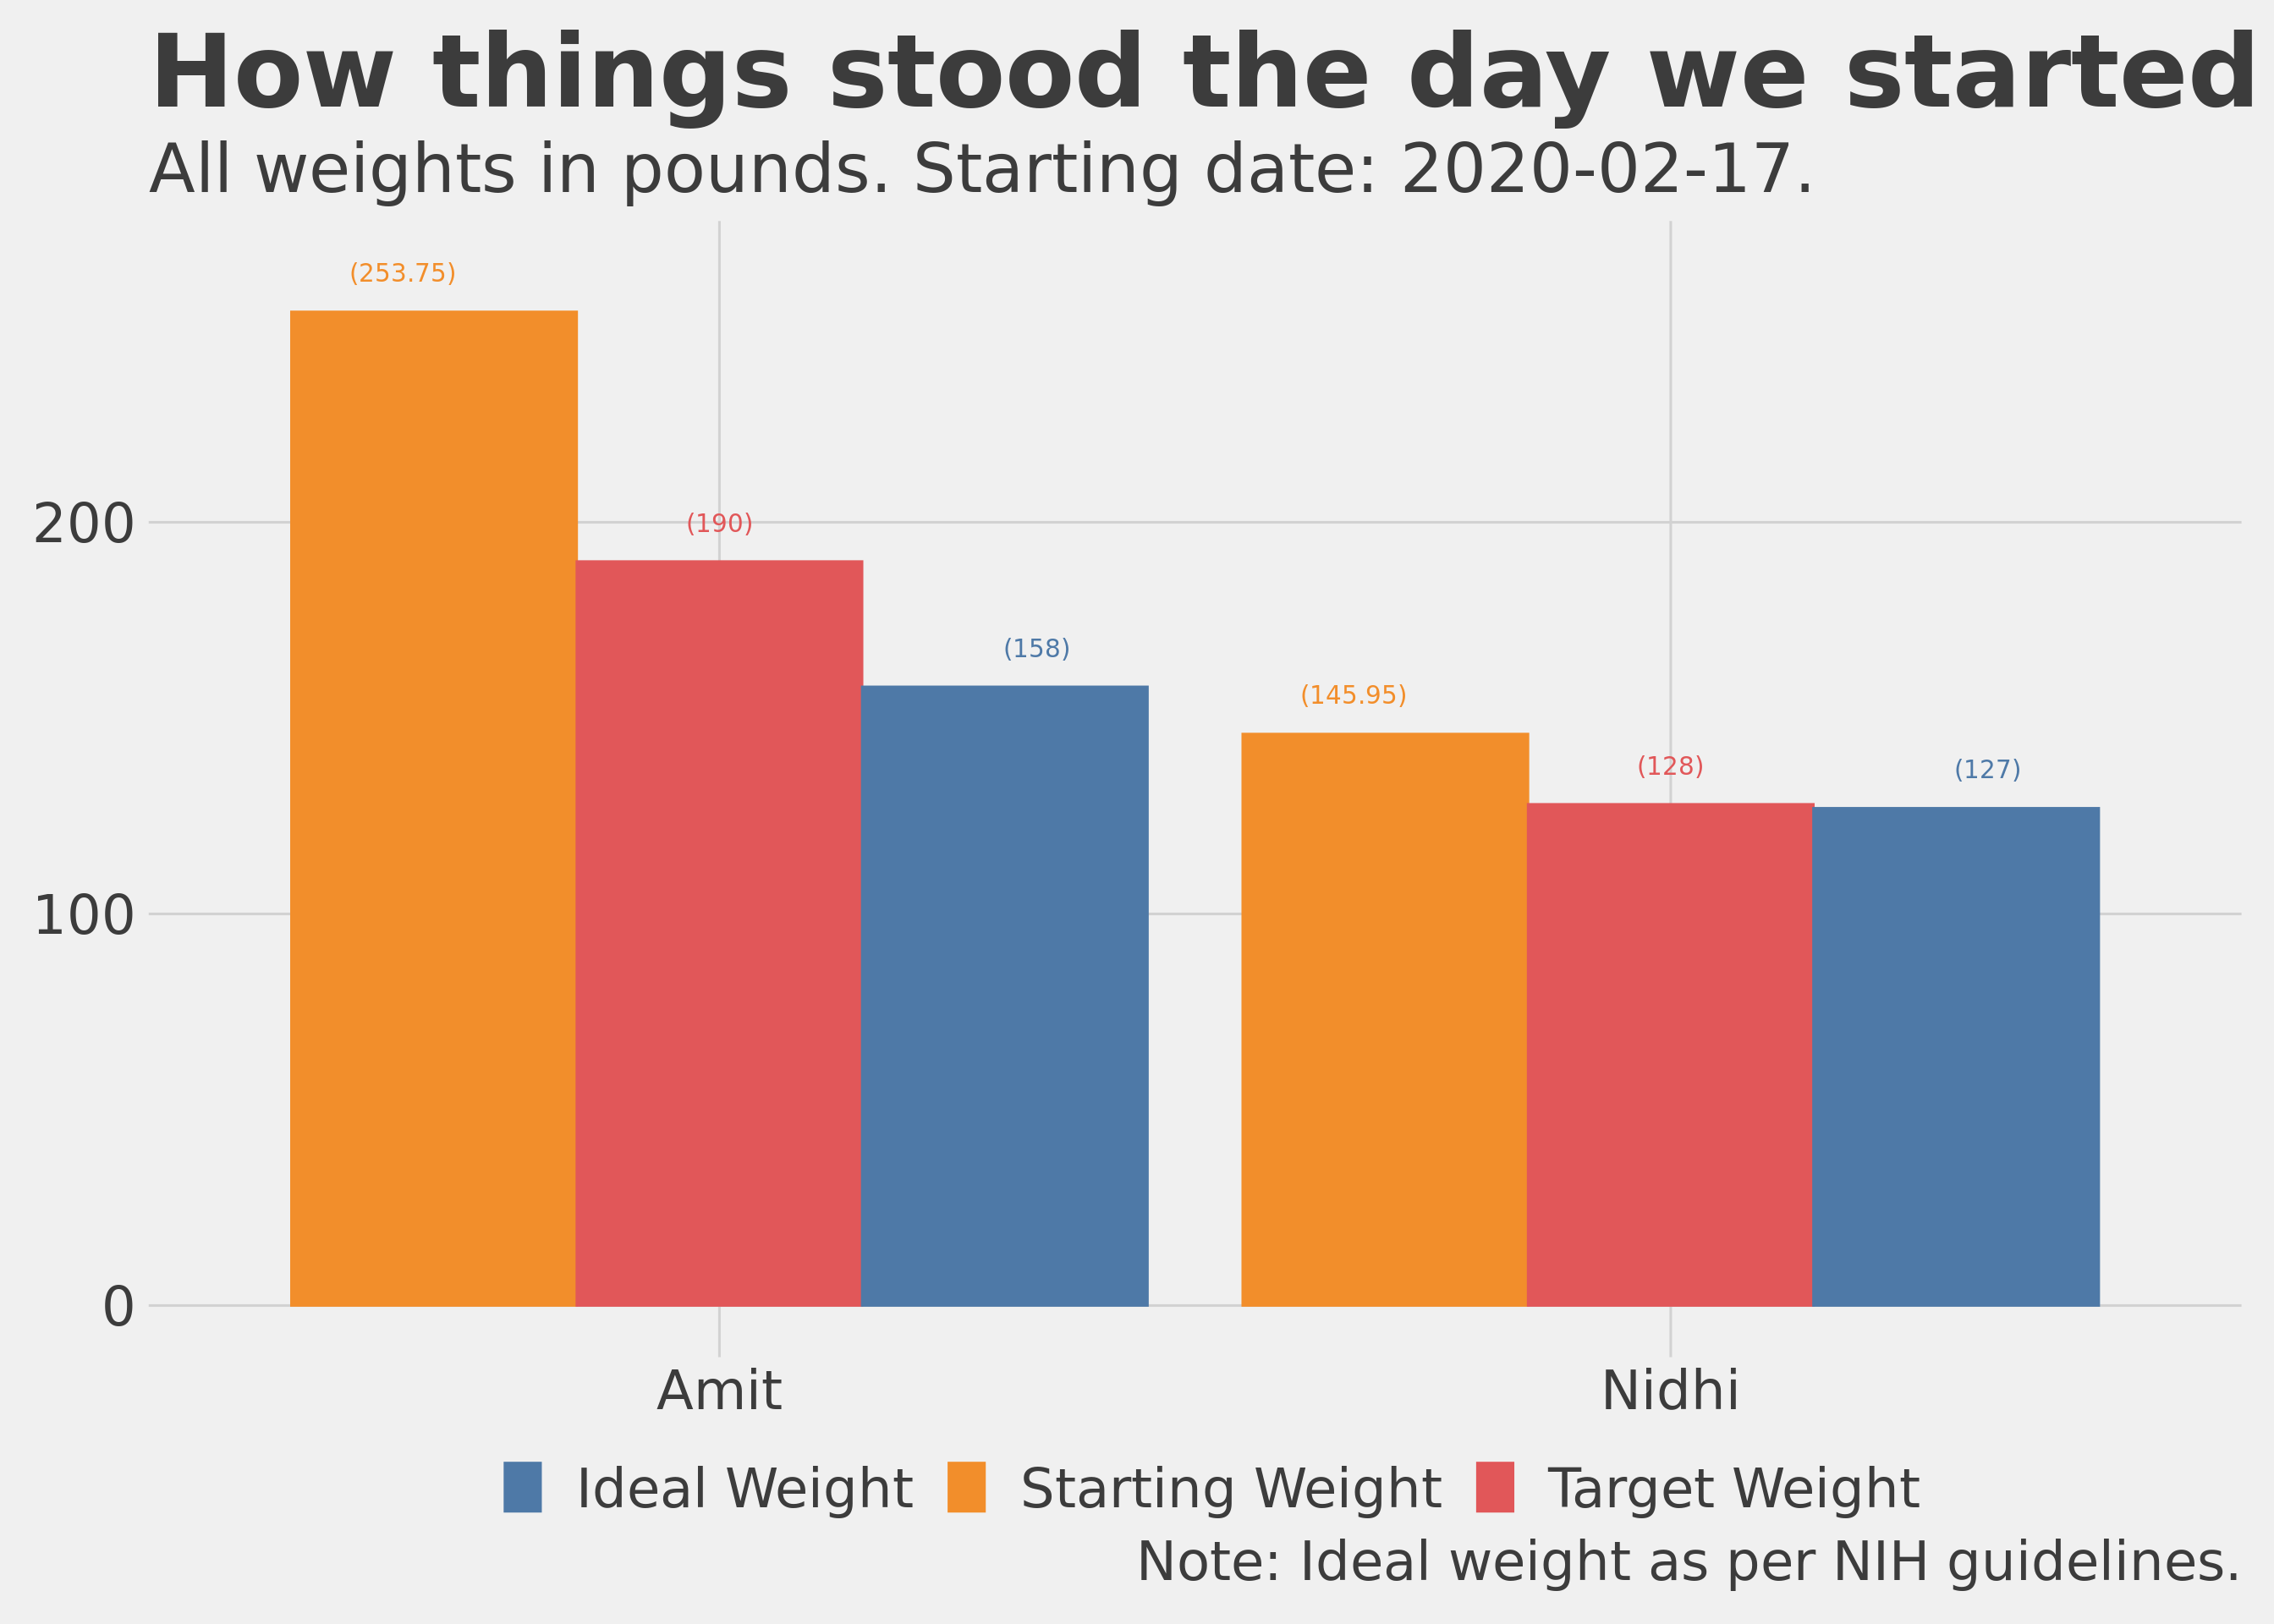 How things stood the day we started
All weights in pounds. Starting date: 2020-02-17.
(253.75)
200
(190)
(158)
(145.95)
(128)
(127)
100
0
Amit Nidhi
Ideal Weight Starting Weight Target Weight
Note: Ideal weight as per NIH guidelines.